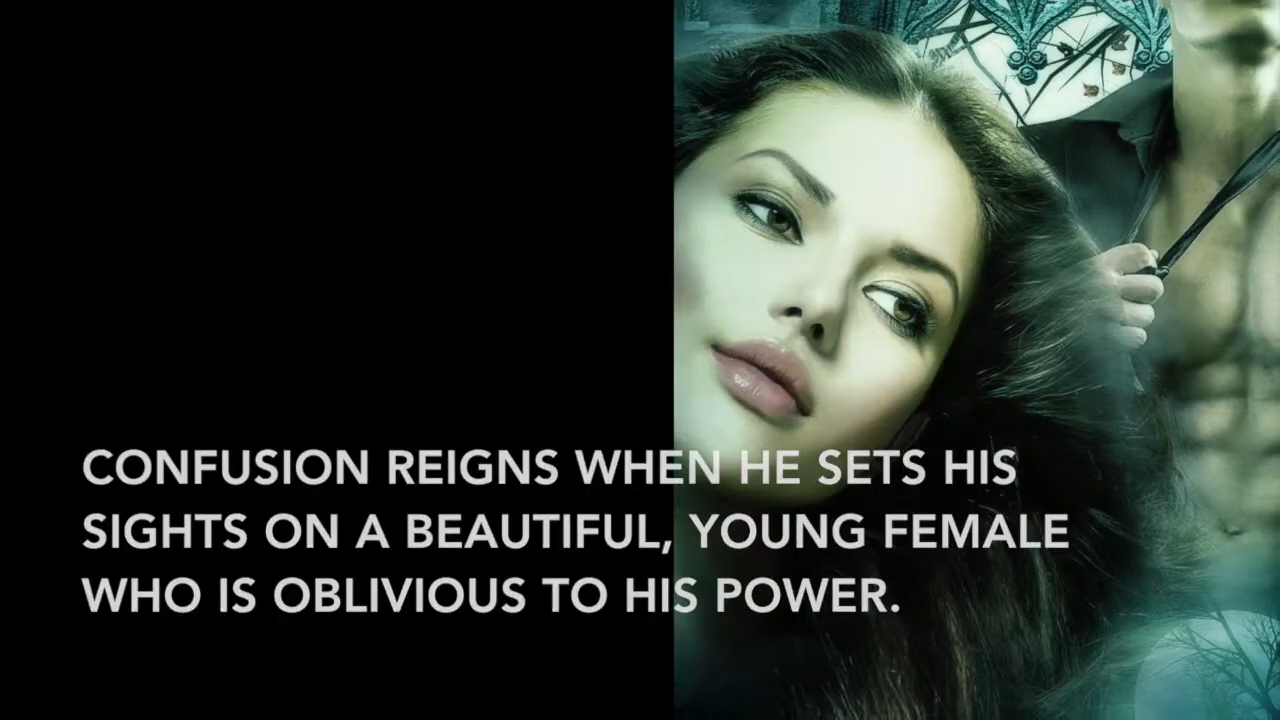 CONFUSION REIGNS WHEN HE SETS HIS
SIGHTS ON A BEAUTIFUL, YOUNG FEMALE
WHO IS OBLIVIOUS TO HIS POWER.